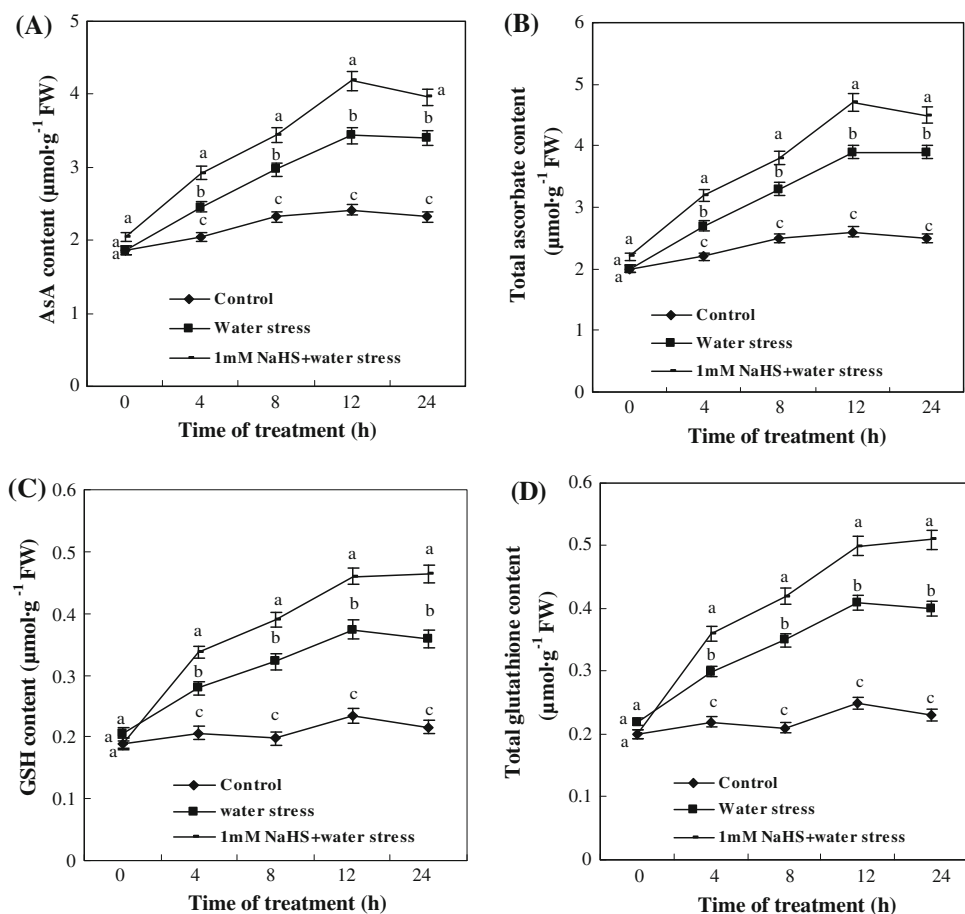 (A)
5
4
3
2
1
0
AsA content (µmol·g⁻¹ FW)
a
a
a
a
a
a
a
b
b
b
b
c
c
c
c
Control
Water stress
1mM NaHS+water stress
0 4 8 12 24
Time of treatment (h)
(B)
6
5
4
3
2
1
0
Total ascorbate content
(µmol·g⁻¹ FW)
a
a
a
a
a
a
a
b
b
b
b
c
c
c
c
Control
Water stress
1mM NaHS+water stress
0 4 8 12 24
Time of treatment (h)
(C)
0.6
0.5
0.4
0.3
0.2
0.1
0
GSH content (µmol·g⁻¹ FW)
a
a
a
a
a
a
a
b
b
b
b
c
c
c
c
Control
water stress
1mM NaHS+water stress
0 4 8 12 24
Time of treatment (h)
(D)
0.6
0.5
0.4
0.3
0.2
0.1
0
Total glutathione content
(µmol·g⁻¹ FW)
a
a
a
a
a
a
a
b
b
b
b
c
c
c
c
Control
Water stress
1mM NaHS+water stress
0 4 8 12 24
Time of treatment (h)